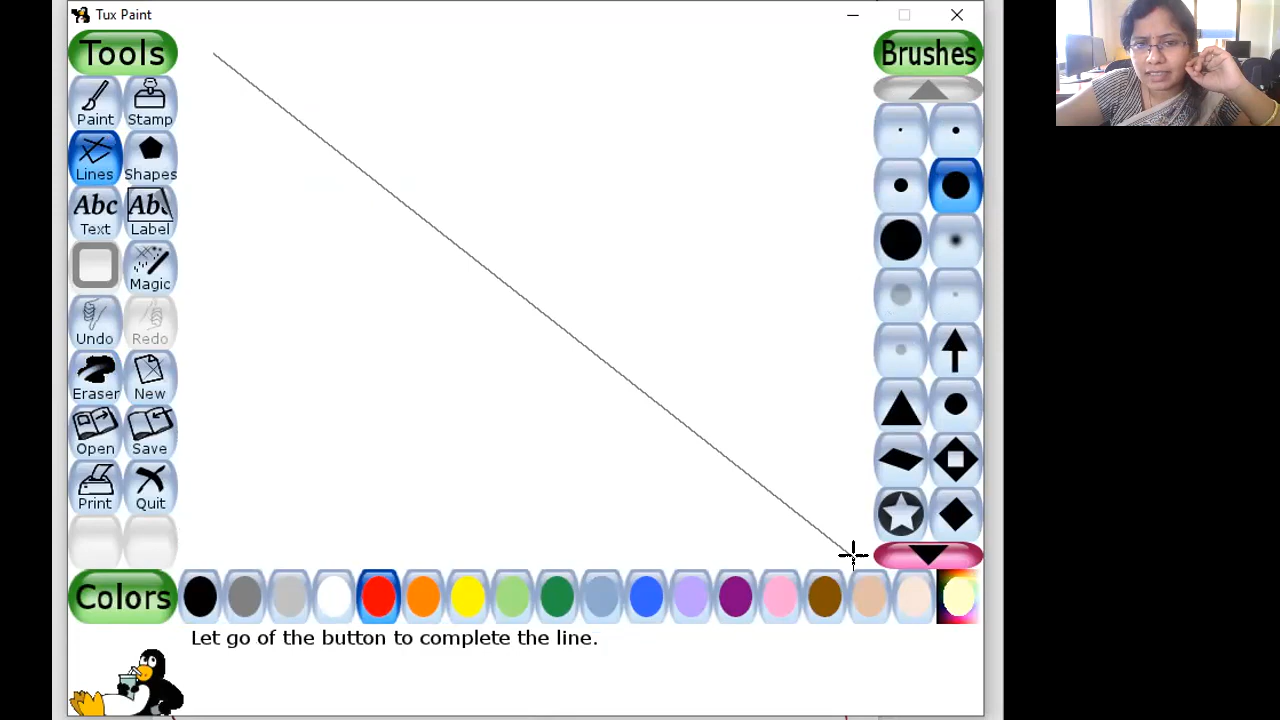 Tux Paint
Tools
Brushes
Paint
Stamp
Lines
Shapes
Abc
Abc
Text
Label
Magic
Undo
Redo
Eraser
New
Open
Save
Print
Quit
Colors
Let go of the button to complete the line.